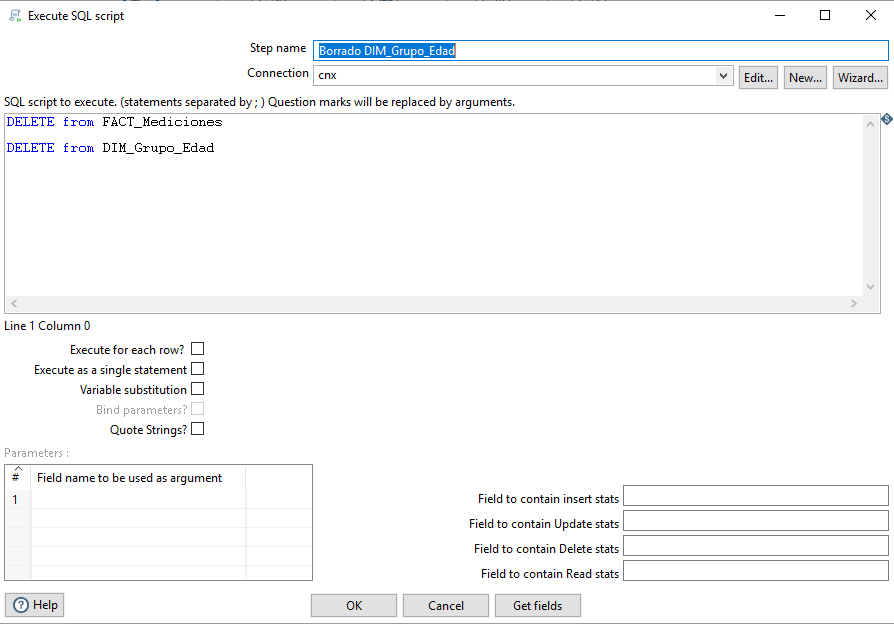 Execute SQL script
Step name Borrado DIM_Grupo_Edad
Connection cnx Edit... New... Wizard...
SQL script to execute. (statements separated by ; ) Question marks will be replaced by arguments.
DELETE from FACT_Mediciones
DELETE from DIM_Grupo_Edad
Line 1 Column 0
Execute for each row?
Execute as a single statement
Variable substitution
Bind parameters?
Quote Strings?
Parameters :
# Field name to be used as argument
1
Field to contain insert stats
Field to contain Update stats
Field to contain Delete stats
Field to contain Read stats
Help OK Cancel Get fields